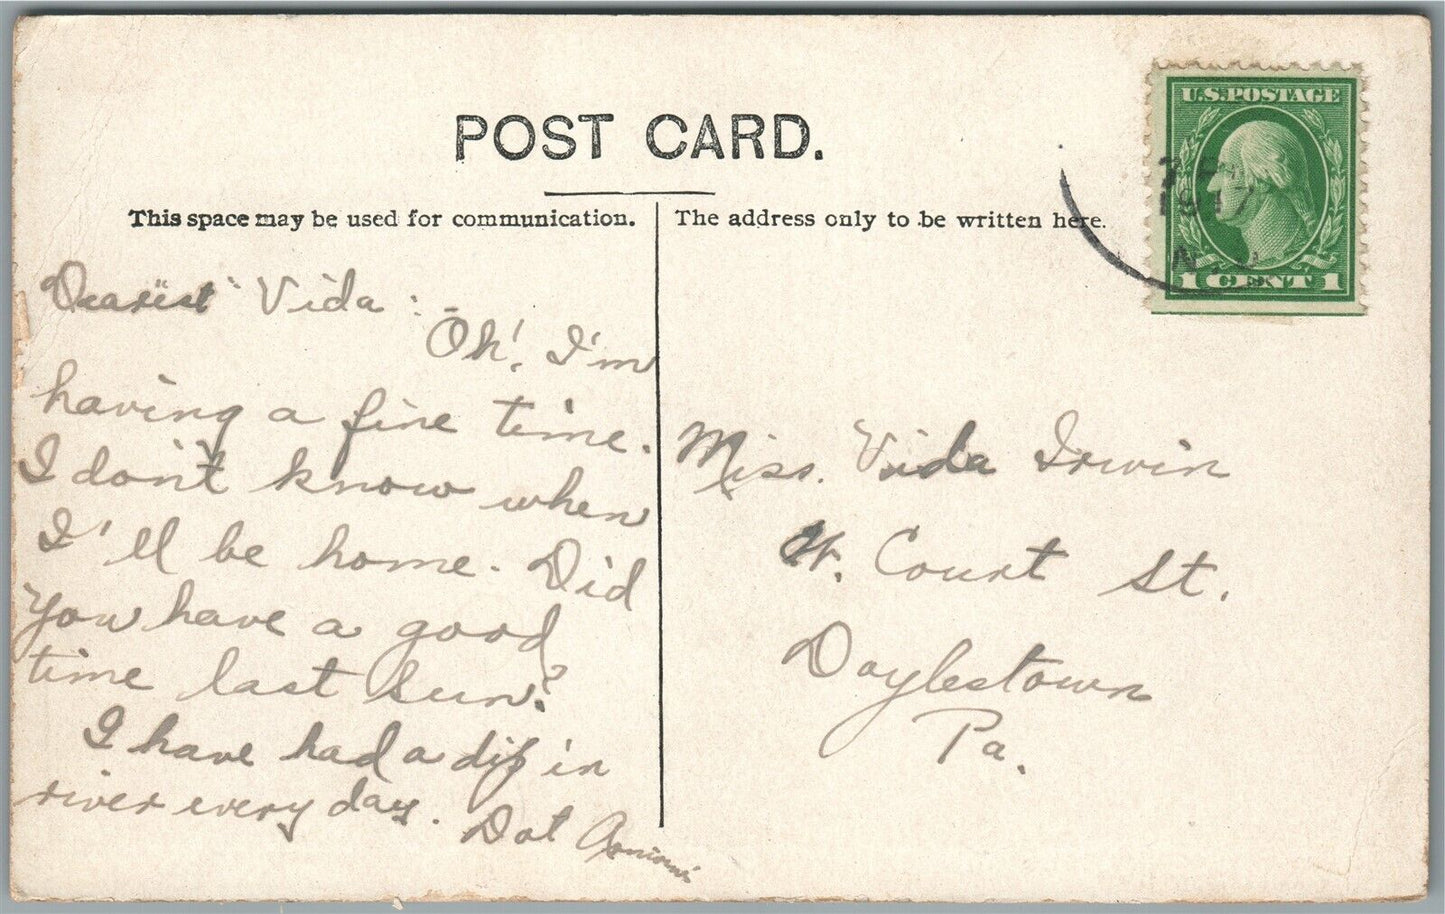 POST CARD.
This space may be used for communication.
The address only to be written here.
U.S. POSTAGE
1 CENT 1
1917
N.
Dearest Vida:
Oh! I'm
having a fine time.
I don't know when
I'll be home. Did
you have a good
time last Sun.?
I have had a dip in
river every day.
Dot
Miss. Vida Irwin
W. Court St.
Doylestown
Pa.